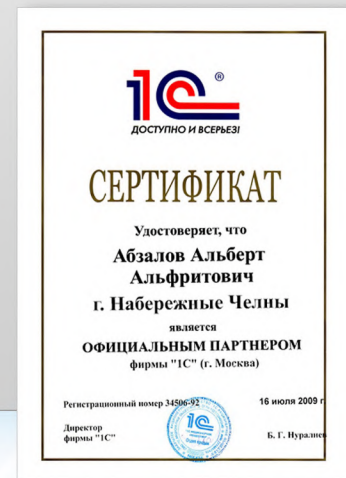 1С®
ДОСТУПНО И ВСЕРЬЕЗ!
СЕРТИФИКАТ
Удостоверяет, что
Абзалов Альберт
Альфритович
г. Набережные Челны
является
ОФИЦИАЛЬНЫМ ПАРТНЕРОМ
фирмы "1С" (г. Москва)
Регистрационный номер 34506-92
16 июля 2009 г.
Директор
фирмы "1С"
1С
Б. Г. Нуралиев